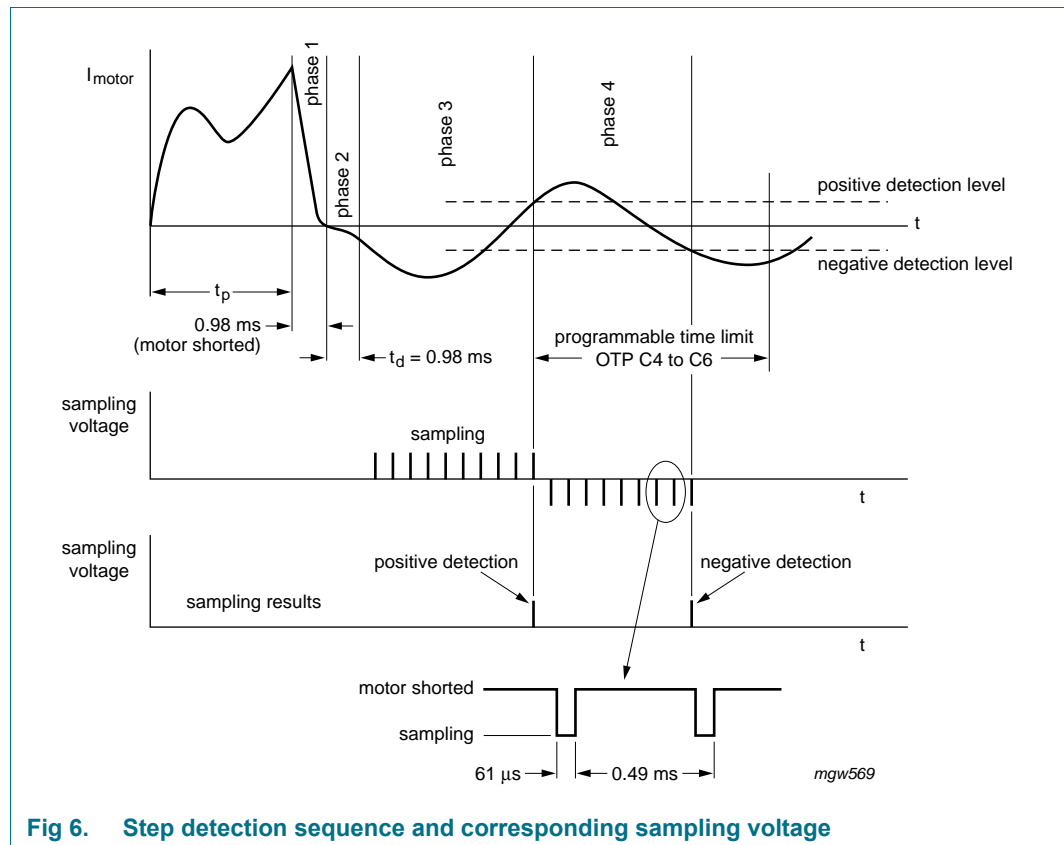 I motor
phase 1
phase 2
phase 3
phase 4
positive detection level
t
negative detection level
tp
0.98 ms
(motor shorted)
td = 0.98 ms
programmable time limit
OTP C4 to C6
sampling
voltage
sampling
t
sampling
voltage
positive detection
negative detection
sampling results
t
motor shorted
sampling
61 μs
0.49 ms
mgw569
Fig 6. Step detection sequence and corresponding sampling voltage